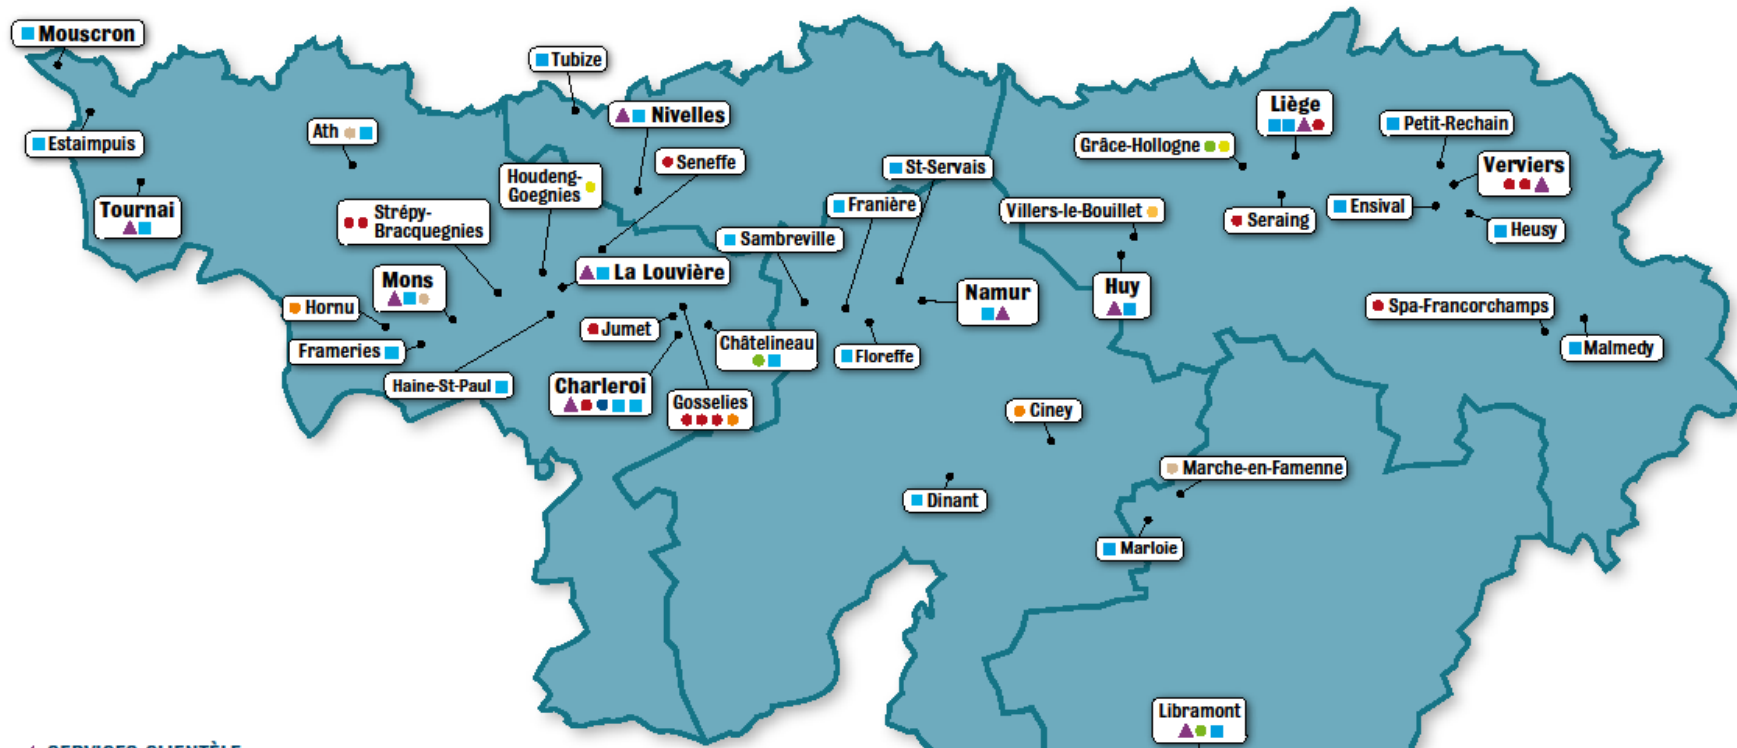 Mouscron
Tubize
Nivelles
Liège
Petit-Rechain
Estaimpuis
Ath
Seneffe
Grâce-Hollogne
Verviers
Houdeng-
Goegnies
St-Servais
Franière
Villers-le-Bouillet
Ensival
Tournai
Strépy-
Bracquegnies
Seraing
Heusy
Sambreville
La Louvière
Mons
Namur
Huy
Hornu
Spa-Francorchamps
Jumet
Châtelineau
Frameries
Floreffe
Malmedy
Haine-St-Paul
Charleroi
Gosselies
Ciney
Marche-en-Famenne
Dinant
Marloie
Libramont
SERVICES CLIENTÈLE